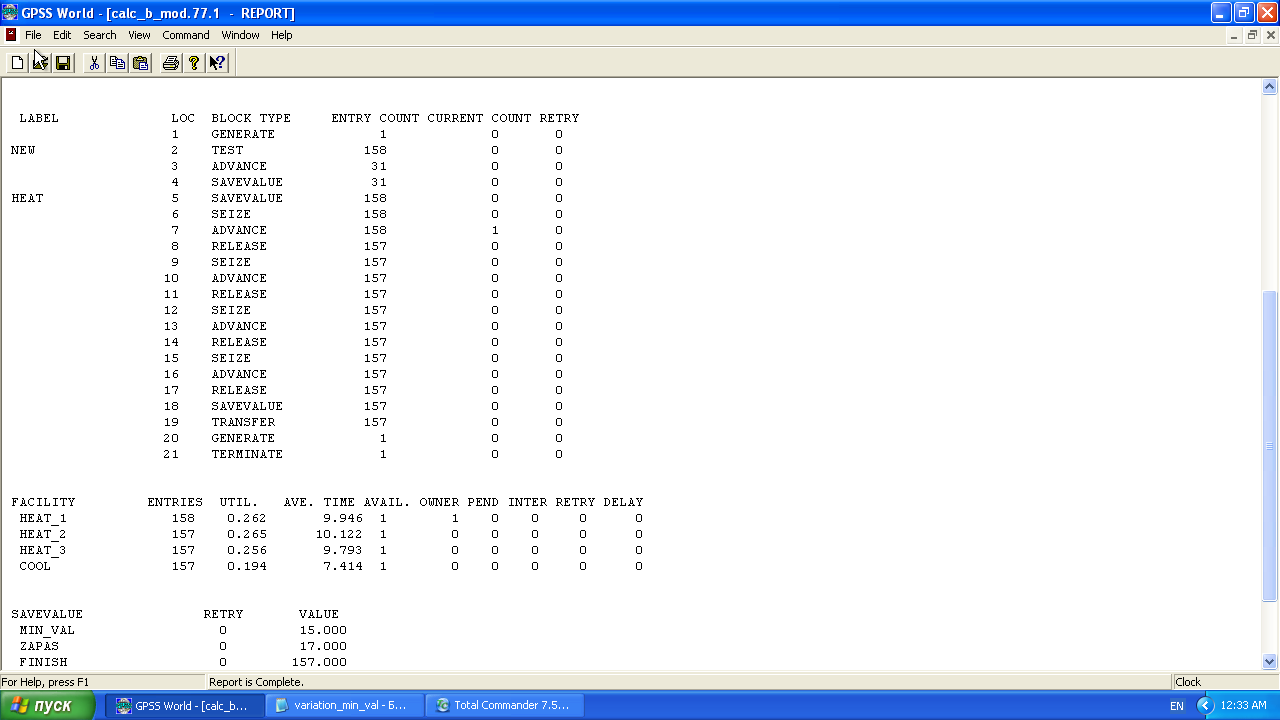 GPSS World - [calc_b_mod.77.1 - REPORT]
File Edit Search View Command Window Help
LABEL LOC BLOCK TYPE ENTRY COUNT CURRENT COUNT RETRY
1 GENERATE 1 0 0
NEW 2 TEST 158 0 0
3 ADVANCE 31 0 0
4 SAVEVALUE 31 0 0
HEAT 5 SAVEVALUE 158 0 0
6 SEIZE 158 0 0
7 ADVANCE 158 1 0
8 RELEASE 157 0 0
9 SEIZE 157 0 0
10 ADVANCE 157 0 0
11 RELEASE 157 0 0
12 SEIZE 157 0 0
13 ADVANCE 157 0 0
14 RELEASE 157 0 0
15 SEIZE 157 0 0
16 ADVANCE 157 0 0
17 RELEASE 157 0 0
18 SAVEVALUE 157 0 0
19 TRANSFER 157 0 0
20 GENERATE 1 0 0
21 TERMINATE 1 0 0
FACILITY ENTRIES UTIL. AVE. TIME AVAIL. OWNER PEND INTER RETRY DELAY
HEAT_1 158 0.262 9.946 1 1 0 0 0 0
HEAT_2 157 0.265 10.122 1 0 0 0 0 0
HEAT_3 157 0.256 9.793 1 0 0 0 0 0
COOL 157 0.194 7.414 1 0 0 0 0 0
SAVEVALUE RETRY VALUE
MIN_VAL 0 15.000
ZAPAS 0 17.000
FINISH 0 157.000
For Help, press F1 Report is Complete. Clock
пуск GPSS World - [calc_b... variation_min_val - Б... Total Commander 7.5... EN 12:33 AM